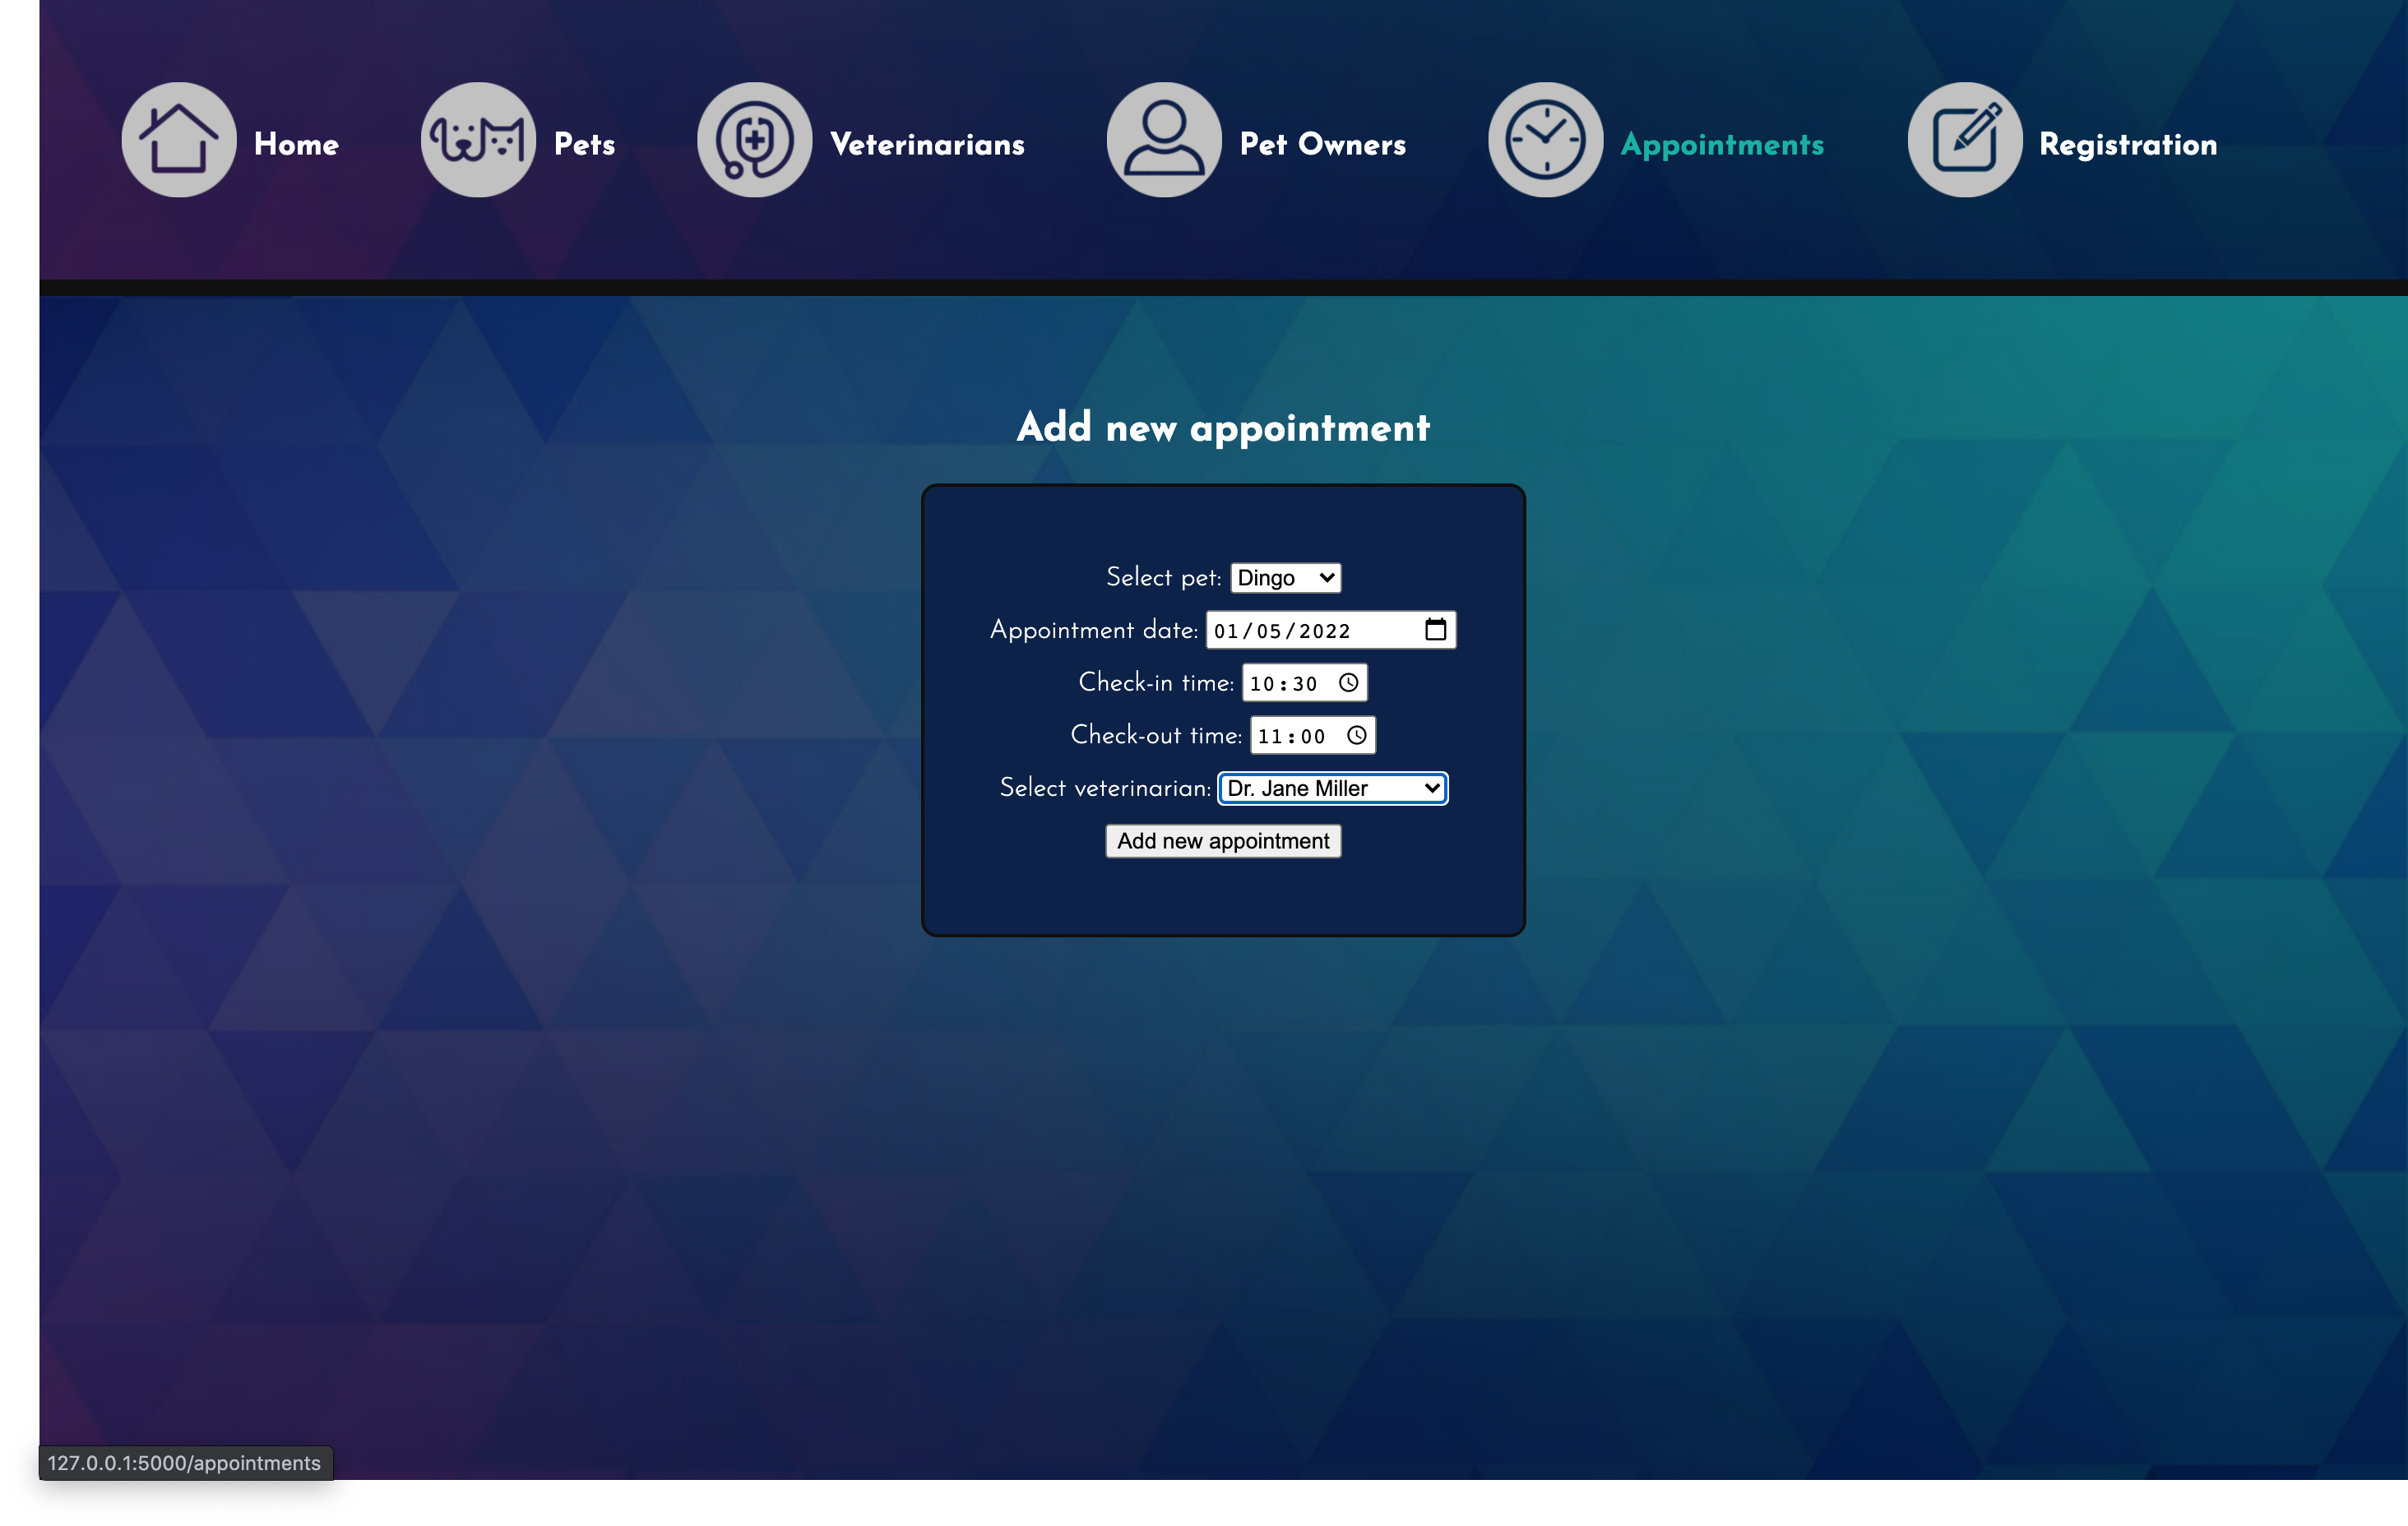 Home Pets Veterinarians Pet Owners Appointments Registration
Add new appointment
Select pet: Dingo
Appointment date: 01/05/2022
Check-in time: 10:30
Check-out time: 11:00
Select veterinarian: Dr. Jane Miller
Add new appointment
127.0.0.1:5000/appointments